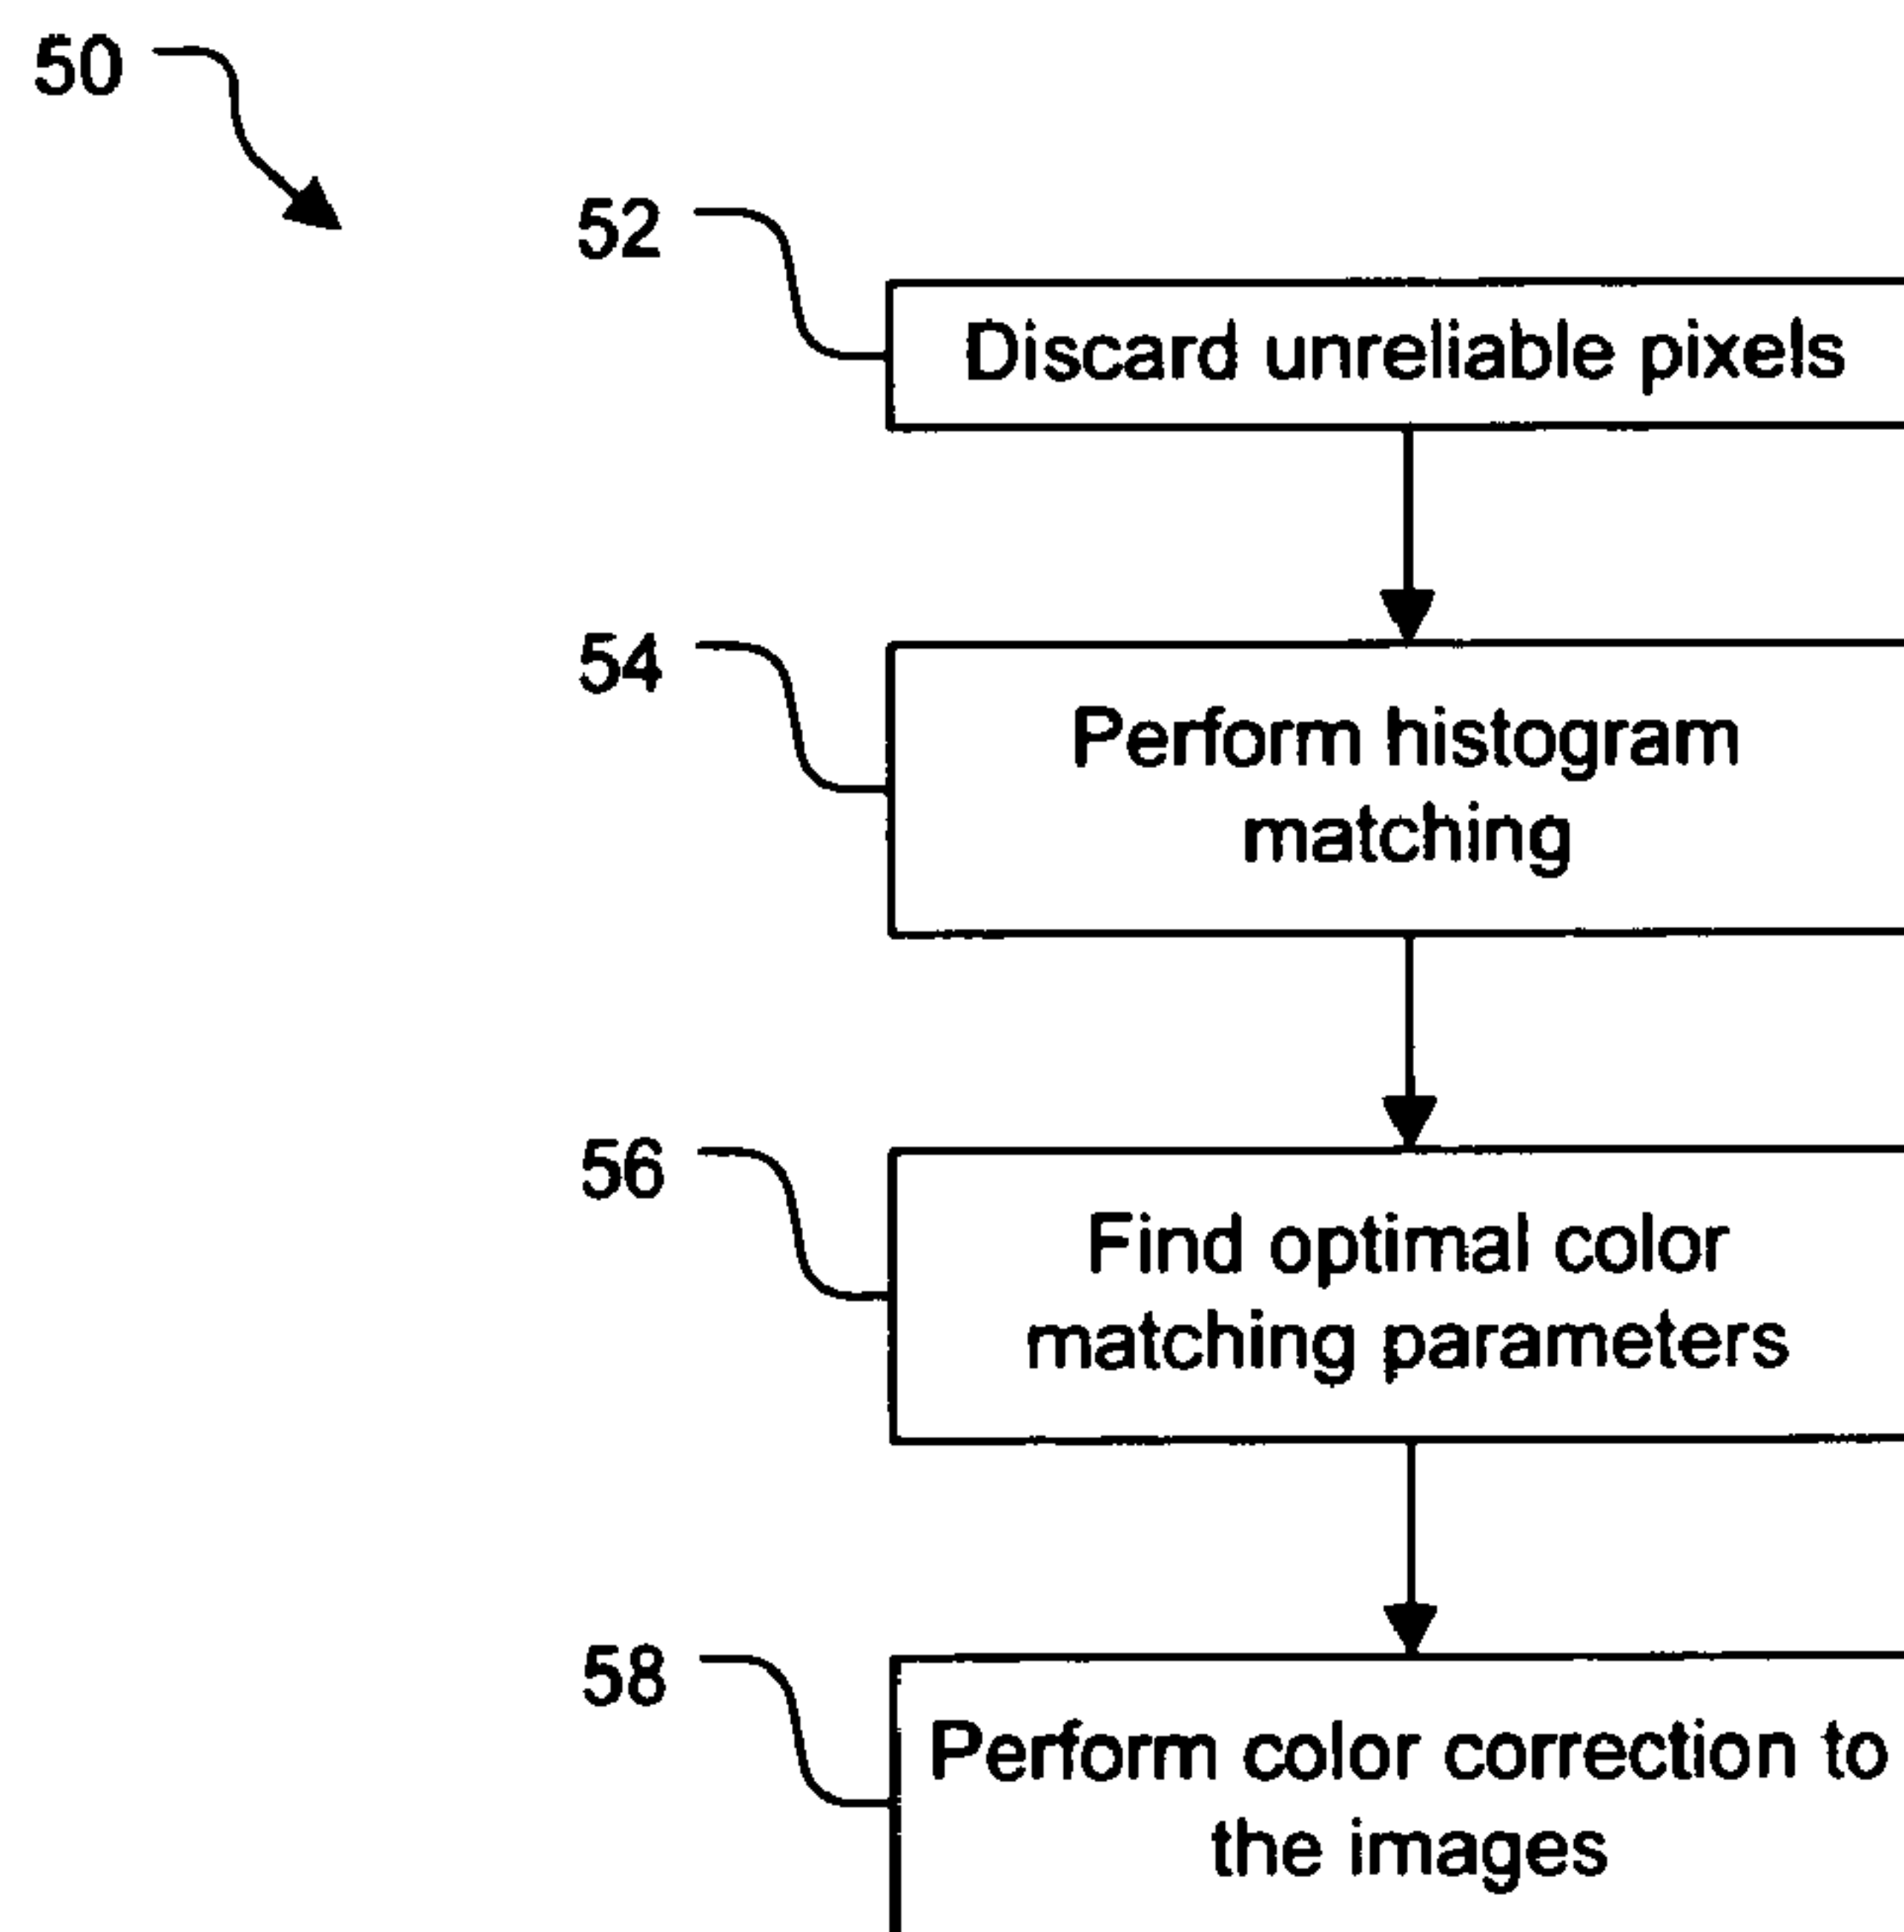 50
52
Discard unreliable pixels
54
Perform histogram
matching
56
Find optimal color
matching parameters
58
Perform color correction to
the images